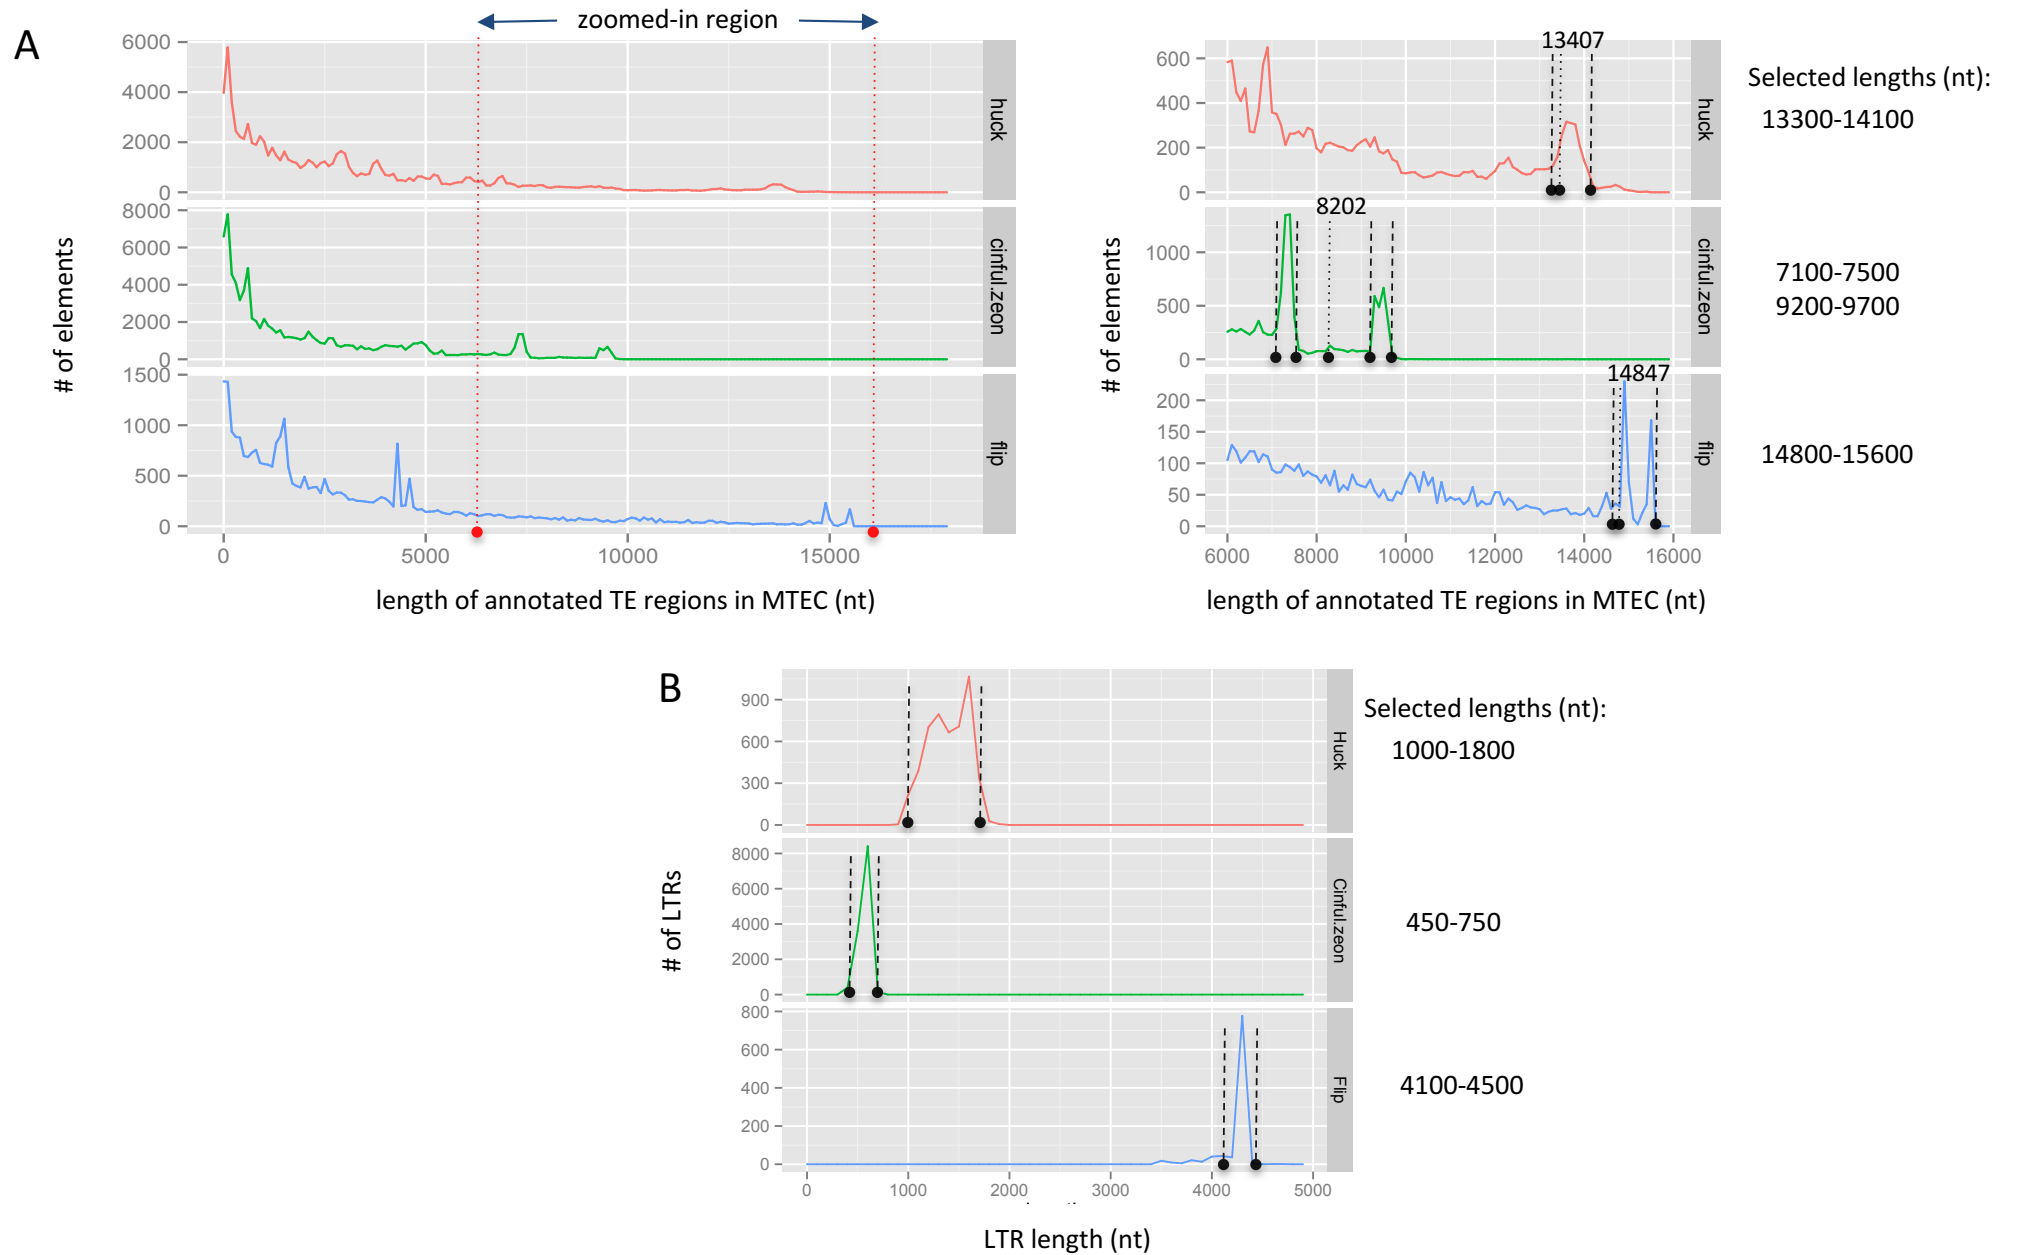 A
zoomed-in region
# of elements
6000
4000
2000
0
huck
8000
6000
4000
2000
0
cinful.zeon
1500
1000
500
0
flip
0 5000 10000 15000
length of annotated TE regions in MTEC (nt)
# of elements
13407
600
400
200
0
huck
8202
1000
500
0
cinful.zeon
14847
200
150
100
50
0
flip
6000 8000 10000 12000 14000 16000
length of annotated TE regions in MTEC (nt)
Selected lengths (nt):
13300-14100
7100-7500
9200-9700
14800-15600
B
# of LTRs
900
600
300
0
Huck
8000
6000
4000
2000
0
Cinful.zeon
800
600
400
200
0
Flip
0 1000 2000 3000 4000 5000
LTR length (nt)
Selected lengths (nt):
1000-1800
450-750
4100-4500